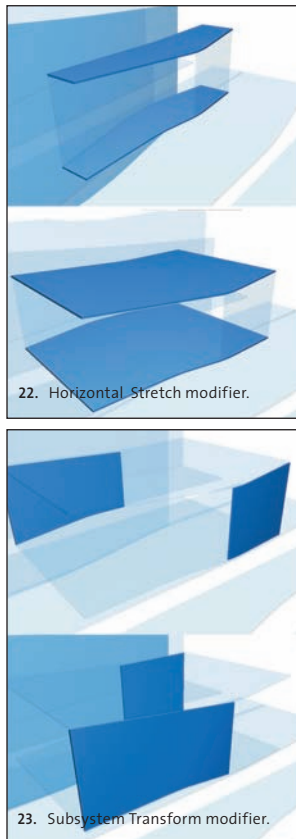 22. Horizontal Stretch modifier.
23. Subsystem Transform modifier.